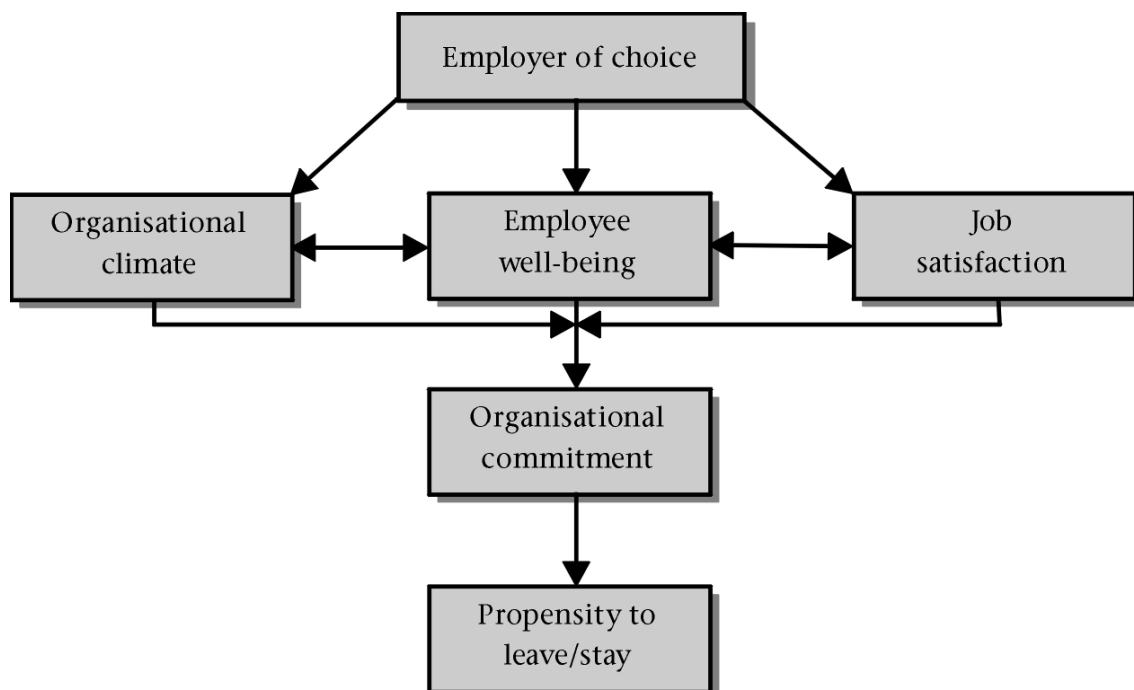 Employer of choice
Organisational
climate
Employee
well-being
Job
satisfaction
Organisational
commitment
Propensity to
leave/stay